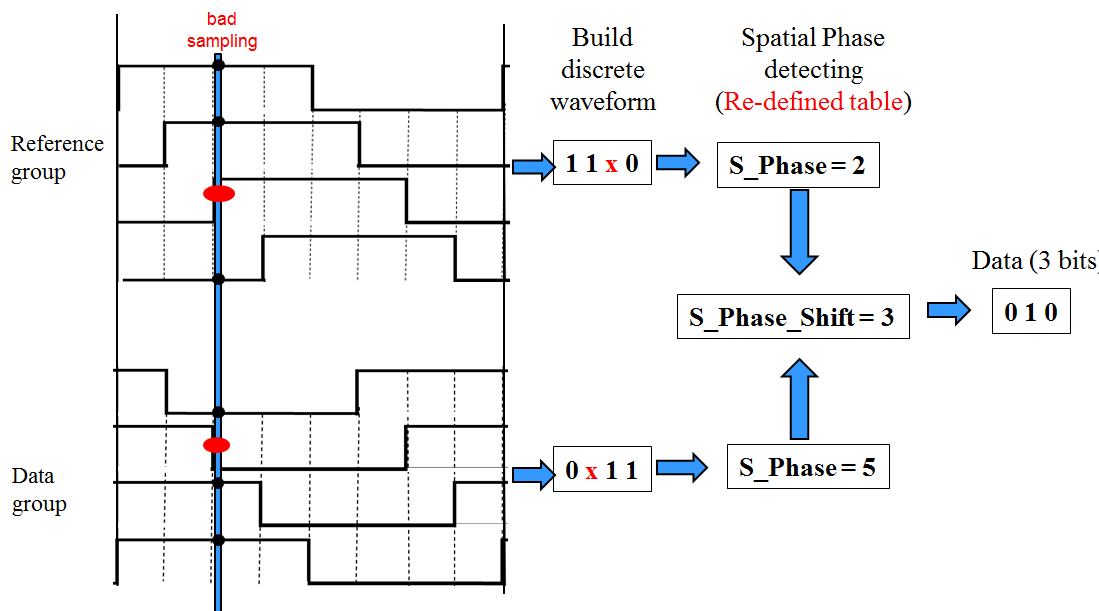 bad
sampling
Build
discrete
waveform
Spatial Phase
detecting
(Re-defined table)
Reference
group
1 1 x 0
S_Phase = 2
Data (3 bits)
S_Phase_Shift = 3
0 1 0
Data
group
0 x 1 1
S_Phase = 5